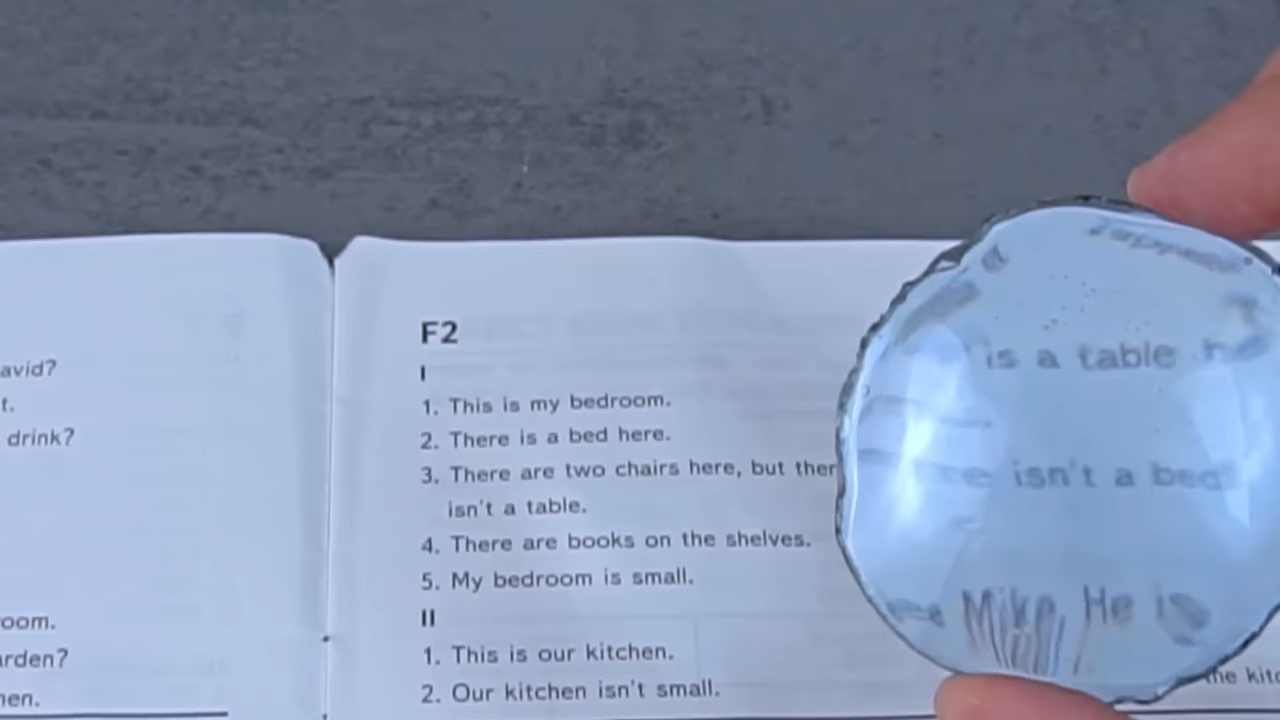 avid?
t.
drink?
oom.
arden?
hen.
F2
I
1. This is my bedroom.
2. There is a bed here.
3. There are two chairs here, but ther
isn't a table.
4. There are books on the shelves.
5. My bedroom is small.
II
1. This is our kitchen.
2. Our kitchen isn't small.
is a table
isn't a bed
Mike, He is
he kitc